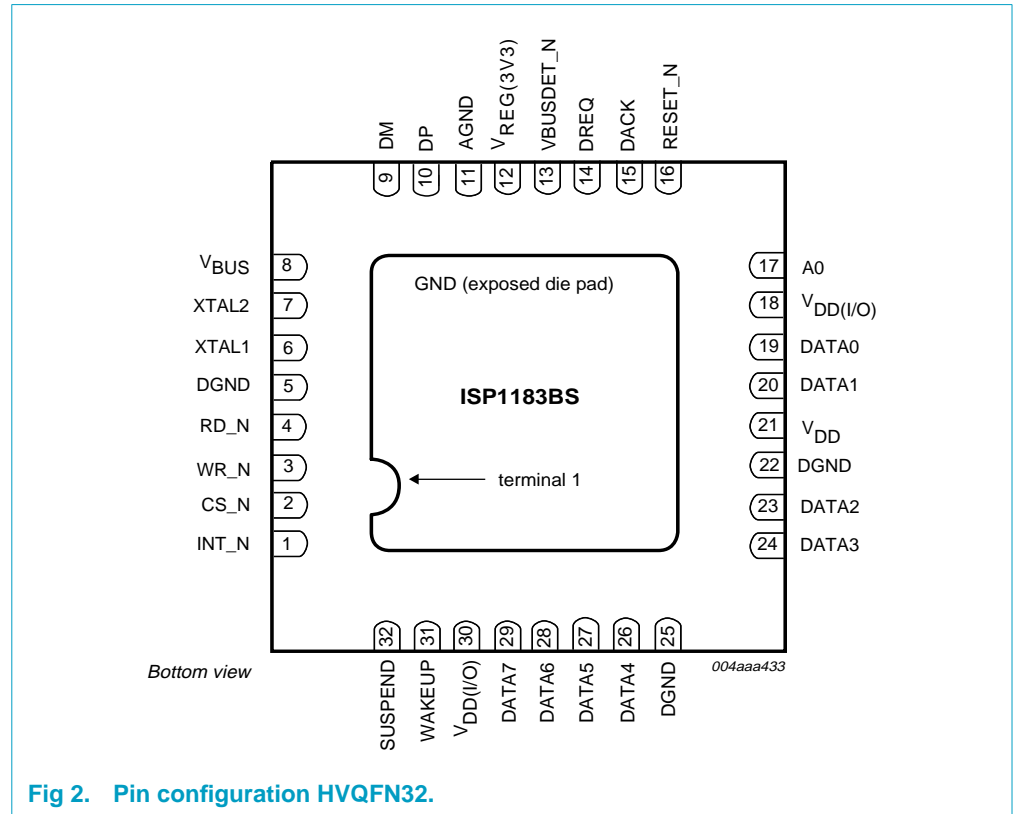 DM
DP
AGND
VREG(3V3)
VBUSDET_N
DREQ
DACK
RESET_N
9
10
11
12
13
14
15
16
VBUS 8
XTAL2 7
XTAL1 6
DGND 5
RD_N 4
WR_N 3
CS_N 2
INT_N 1
GND (exposed die pad)
ISP1183BS
terminal 1
17 A0
18 VDD(I/O)
19 DATA0
20 DATA1
21 VDD
22 DGND
23 DATA2
24 DATA3
32
31
30
29
28
27
26
25
SUSPEND
WAKEUP
VDD(I/O)
DATA7
DATA6
DATA5
DATA4
DGND
Bottom view
004aaa433
Fig 2. Pin configuration HVQFN32.